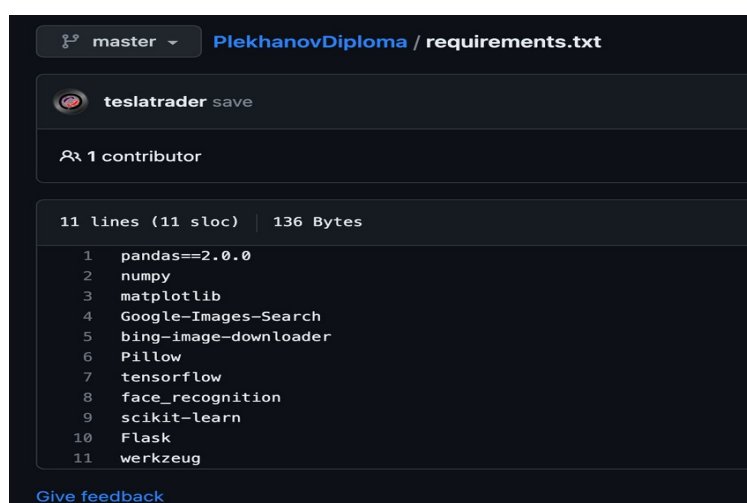 master PlekhanovDiploma / requirements.txt
teslatrader save
1 contributor
11 lines (11 sloc) 136 Bytes
1 pandas==2.0.0
2 numpy
3 matplotlib
4 Google-Images-Search
5 bing-image-downloader
6 Pillow
7 tensorflow
8 face_recognition
9 scikit-learn
10 Flask
11 werkzeug
Give feedback